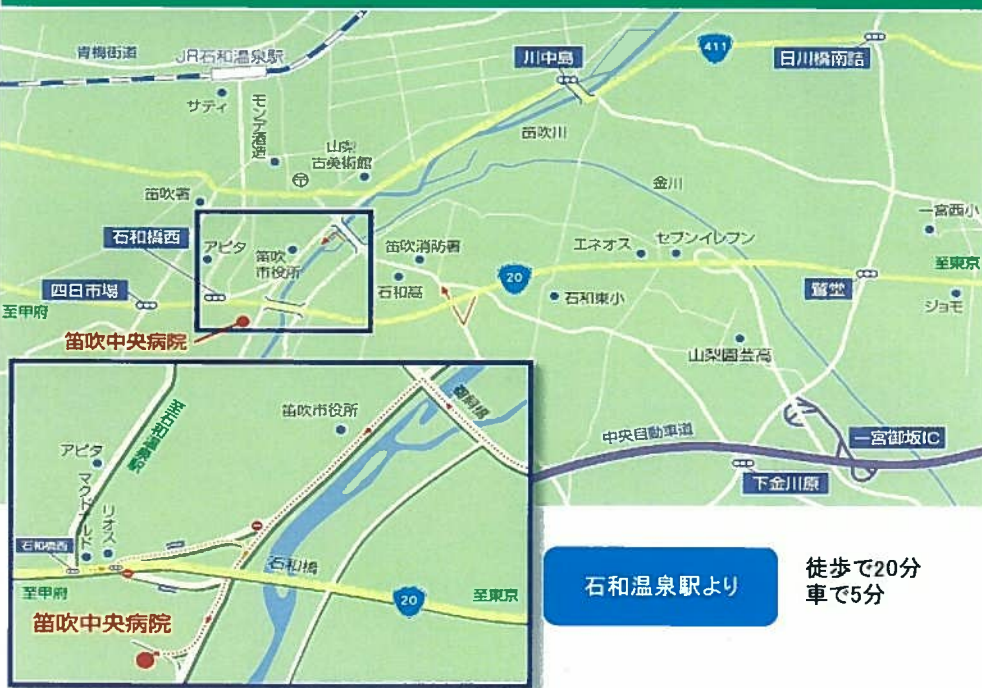 青梅街道
JR石和温泉駅
サティ
モンデ酒造
川中島
411
日川橋南詰
山梨
古美術館
笛吹川
笛吹署
金川
一宮西小
石和橋西
アピタ
笛吹
市役所
笛吹消防署
石和高
エネオス
セブンイレブン
20
石和東小
至東京
鵞堂
ジョモ
四日市場
至甲府
笛吹中央病院
山梨園芸高
中央自動車道
一宮御坂IC
下金川原
至石和温泉駅
笛吹市役所
鵜飼橋
アピタ
マクドナルド
リオス
石和橋西
至甲府
石和橋
20
至東京
笛吹中央病院
石和温泉駅より
徒歩で20分
車で5分